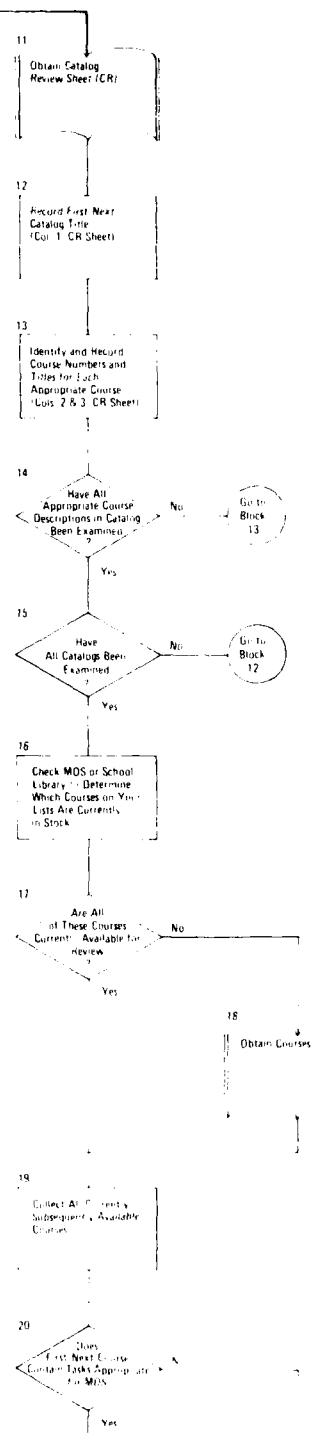 11
Obtain Catalog
Review Sheet (CR)
12
Record First Next
Catalog Title
(Col. 1 CR Sheet)
13
Identify and Record
Course Numbers and
Titles for Each
Appropriate Course
(Cols. 2 & 3 CR Sheet)
14
Have All
Appropriate Course
Descriptions in Catalog
Been Examined
?
No
Go to
Block
13
Yes
15
Have
All Catalogs Been
Examined
?
No
Go to
Block
12
Yes
16
Check MOS or School
Library to Determine
Which Courses on Your
Lists Are Currently
in Stock
17
Are All
of These Courses
Currently Available for
Review
?
No
Yes
18
Obtain Courses
19
Collect All Currently
Subsequently Available
Courses
20
Does
First Next Course
Contain Tasks Appropriate
for MOS
Yes